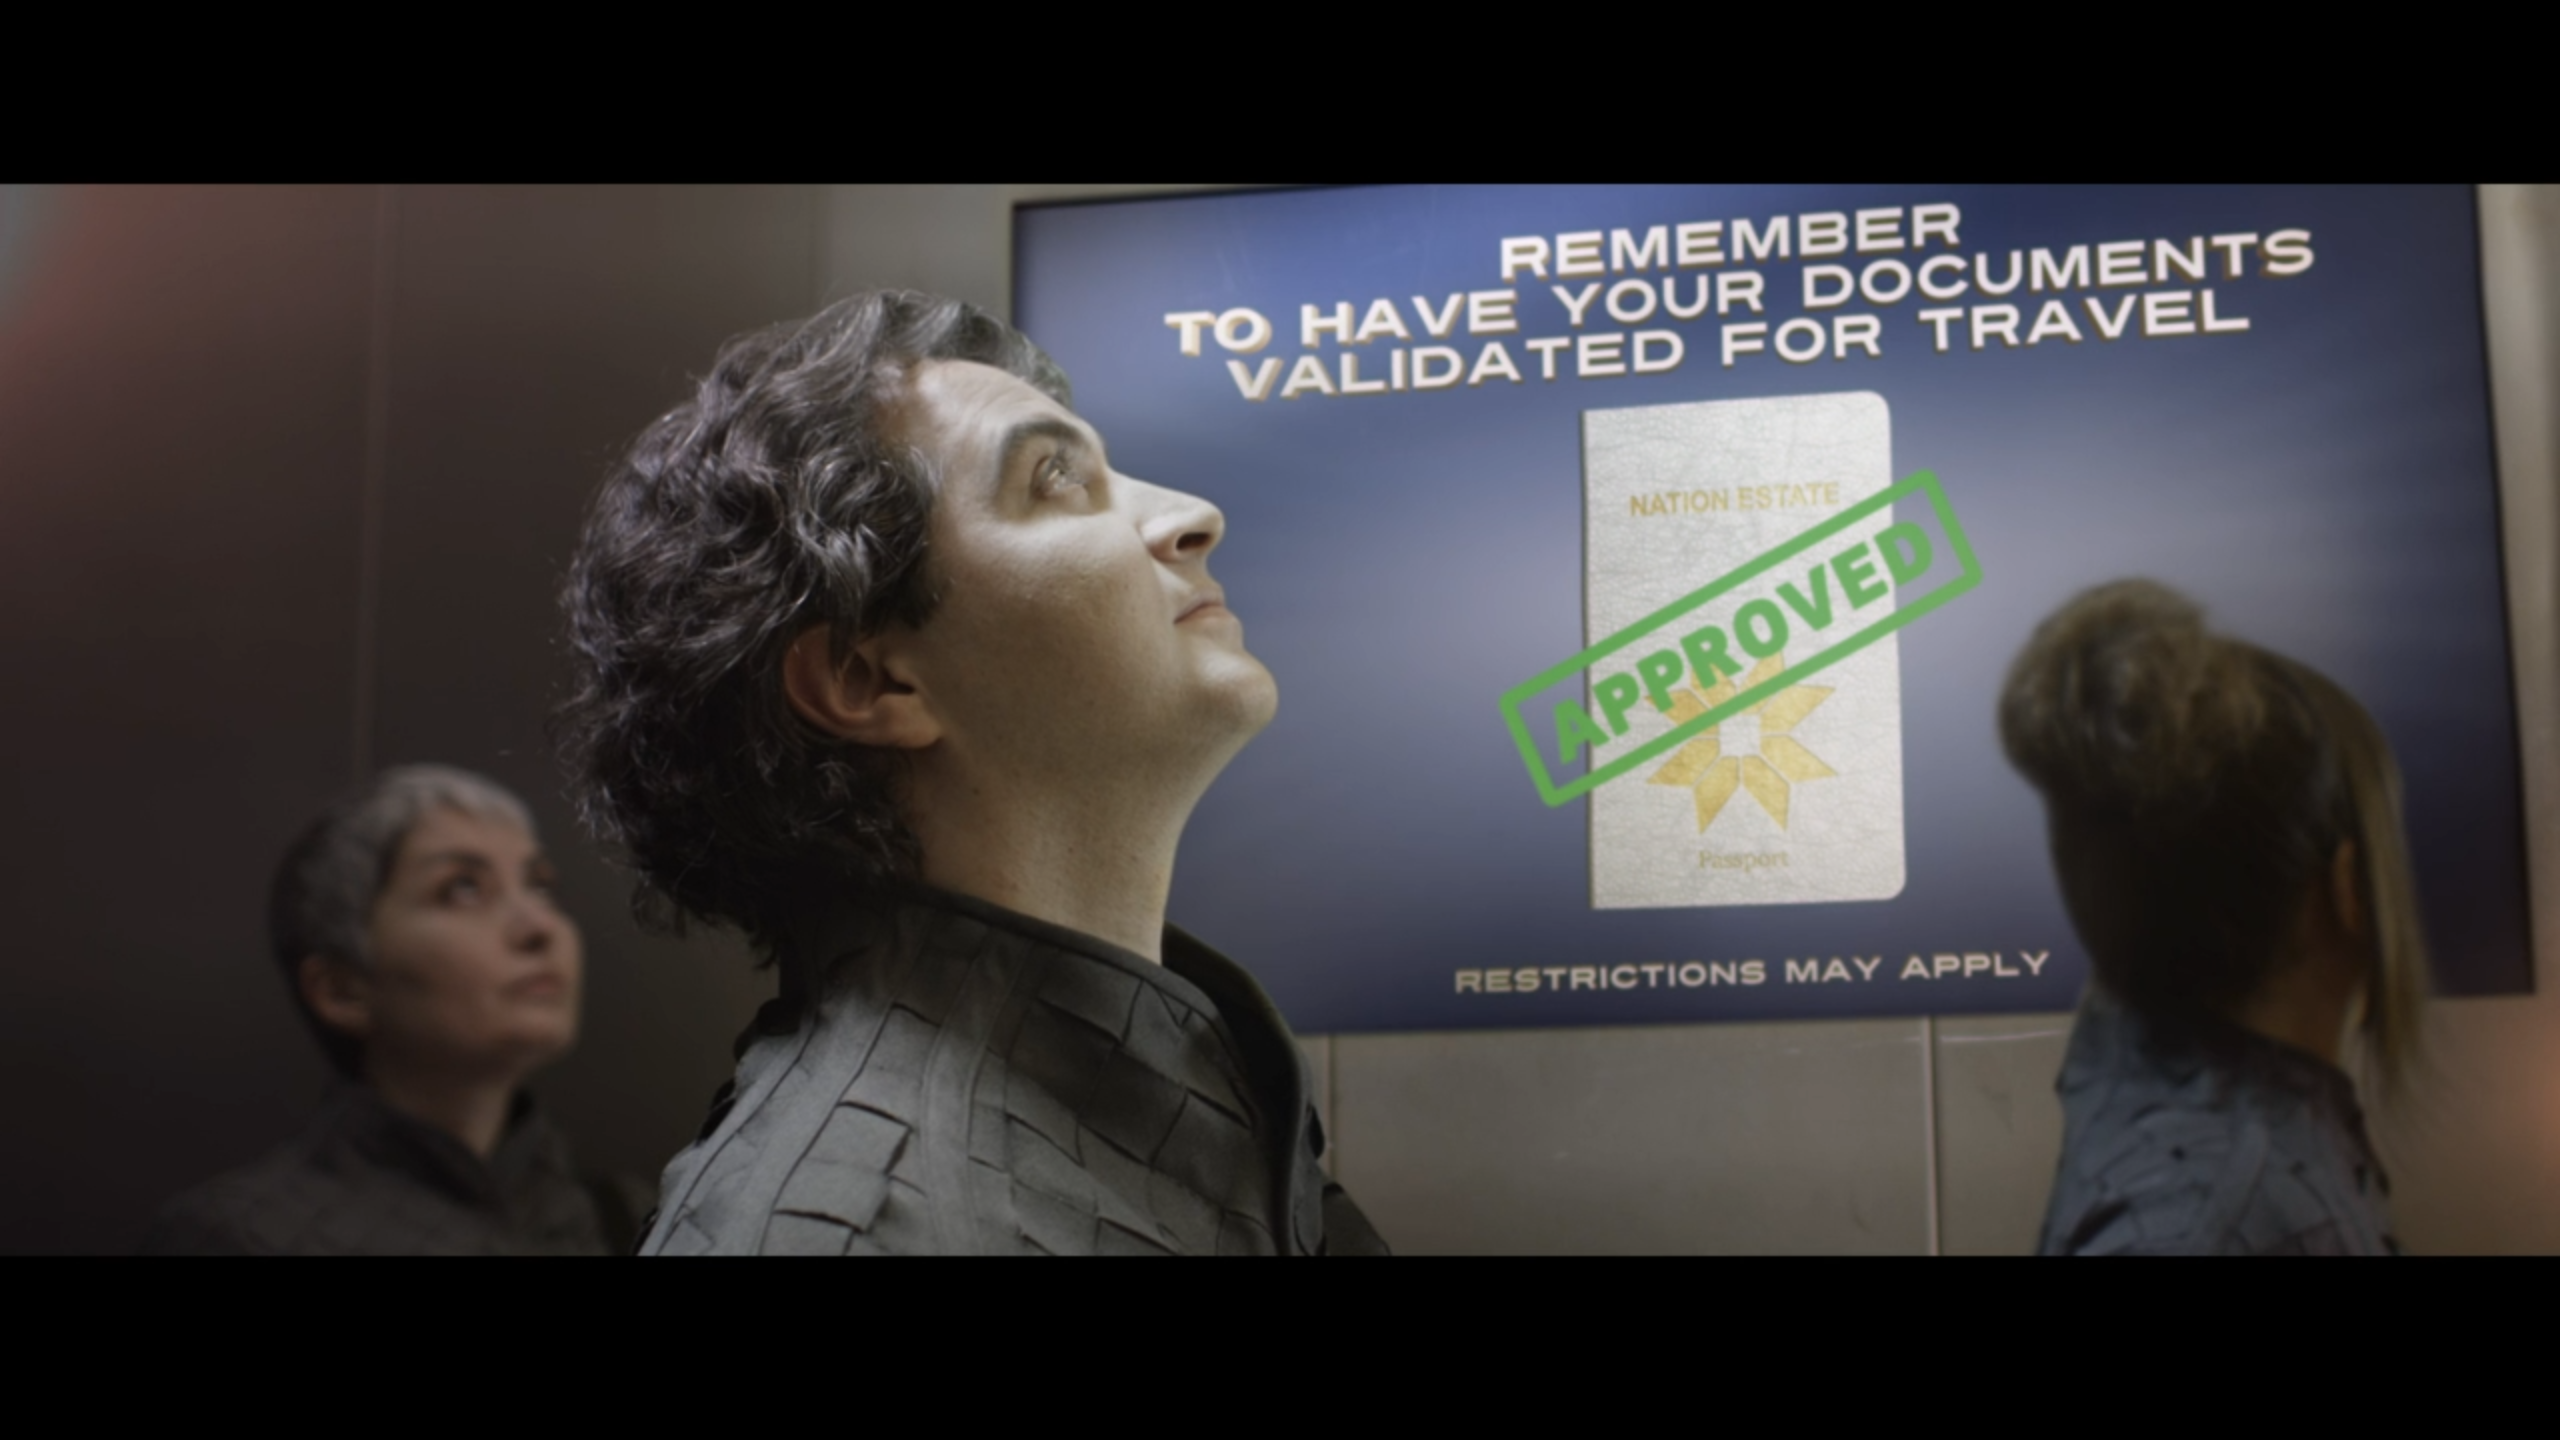 REMEMBER
TO HAVE YOUR DOCUMENTS
VALIDATED FOR TRAVEL
NATION ESTATE
APPROVED
Passport
RESTRICTIONS MAY APPLY